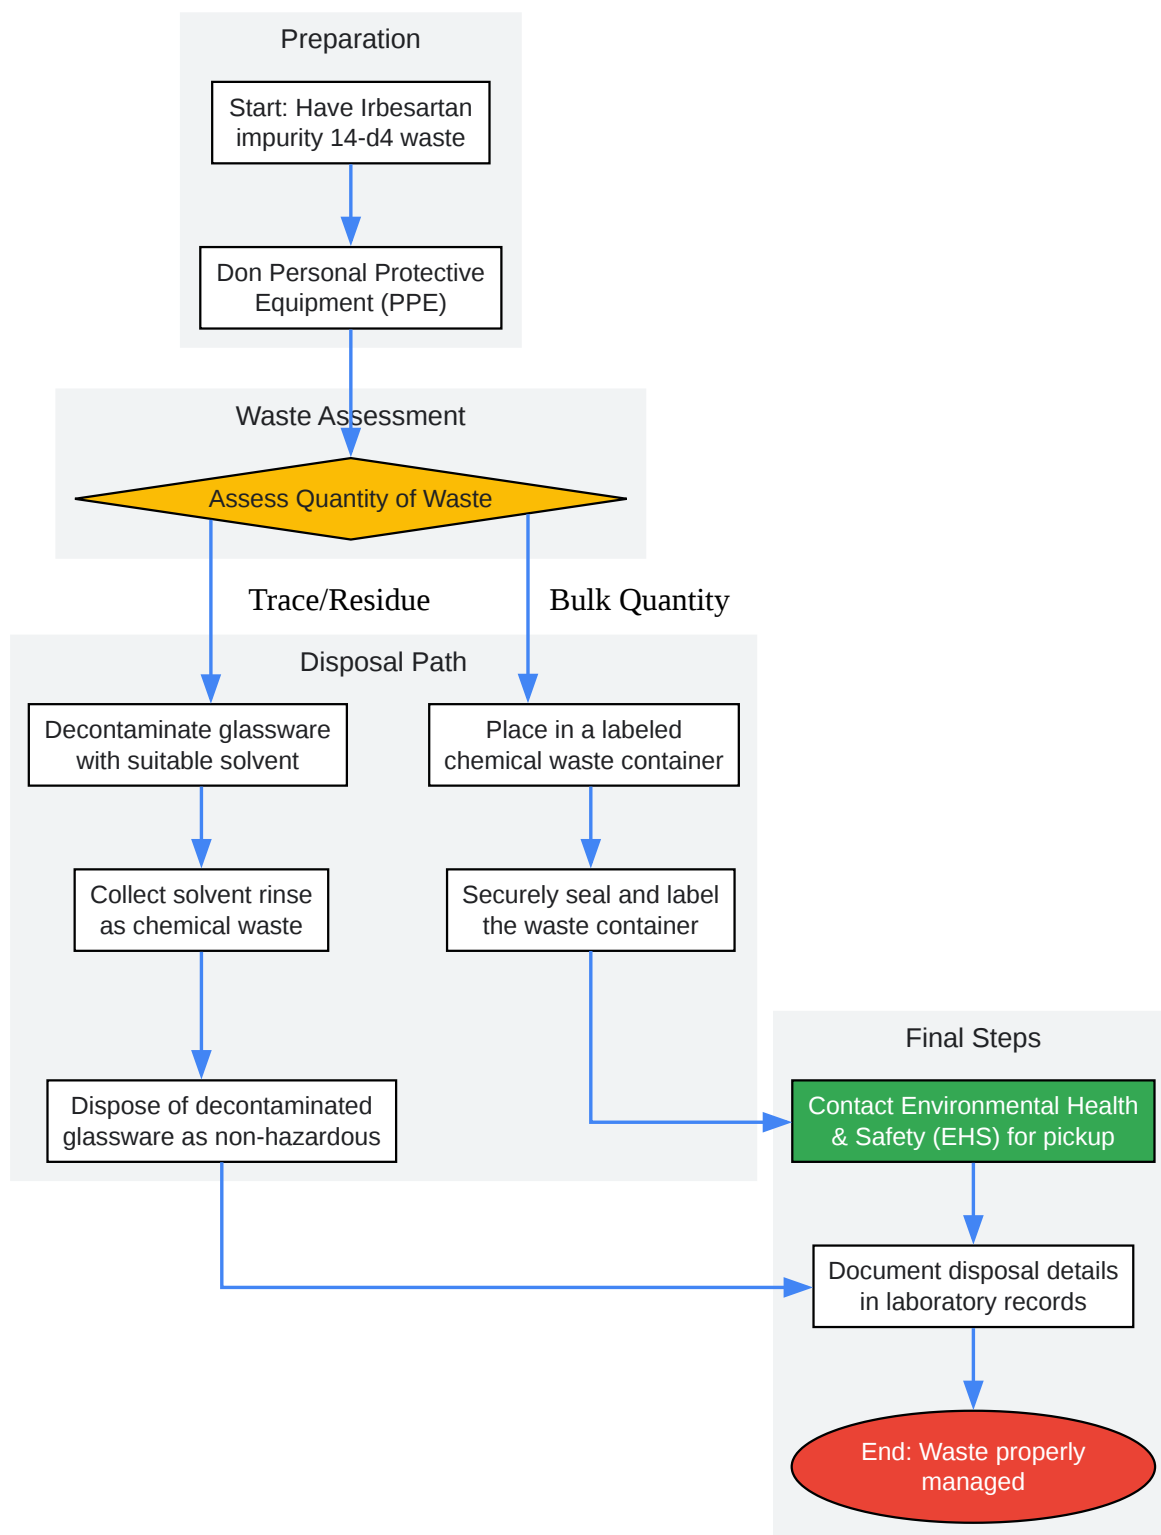 Preparation
Start: Have Irbesartan
impurity 14-d4 waste
Don Personal Protective
Equipment (PPE)
Waste Assessment
Assess Quantity of Waste
Trace/Residue
Bulk Quantity
Disposal Path
Decontaminate glassware
with suitable solvent
Place in a labeled
chemical waste container
Collect solvent rinse
as chemical waste
Securely seal and label
the waste container
Final Steps
Dispose of decontaminated
glassware as non-hazardous
Contact Environmental Health
& Safety (EHS) for pickup
Document disposal details
in laboratory records
End: Waste properly
managed